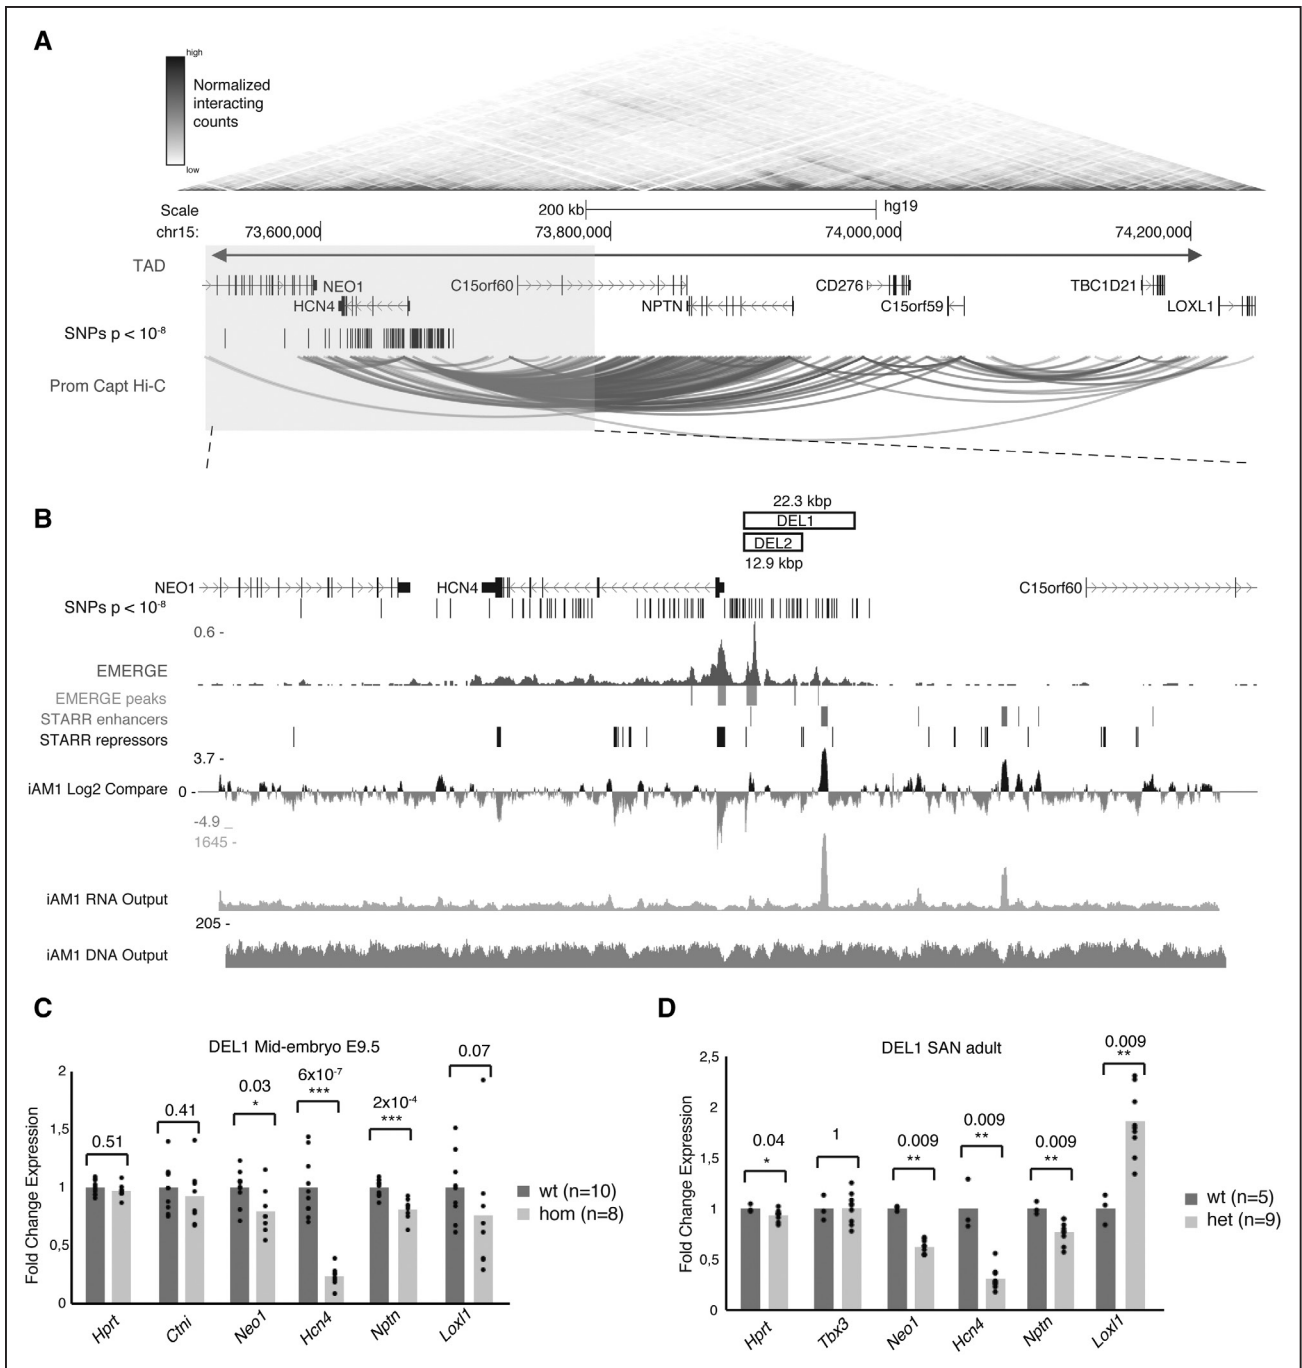 A
high
Normalized
interacting
counts
low
Scale
200 kb
hg19
chr15:
73,600,000
73,800,000
74,000,000
74,200,000
TAD
NEO1
C15orf60
CD276
TBC1D21
HCN4
NPTN
C15orf59
LOXL1
SNPs p < 10-8
Prom Capt Hi-C
B
22.3 kbp
DEL1
DEL2
12.9 kbp
NEO1
HCN4
C15orf60
SNPs p < 10-8
0.6 -
EMERGE
EMERGE peaks
STARR enhancers
STARR repressors
3.7 -
iAM1 Log2 Compare
0 -
-4.9 _
1645 -
iAM1 RNA Output
205 -
iAM1 DNA Output
C
DEL1 Mid-embryo E9.5
Fold Change Expression
2
1,5
1
0,5
0
0.51
0.41
0.03
*
6x10-7
***
2x10-4
***
0.07
Hprt
Ctni
Neo1
Hcn4
Nptn
Loxl1
wt (n=10)
hom (n=8)
D
DEL1 SAN adult
Fold Change Expression
2,5
2
1,5
1
0,5
0
0.04
*
1
0.009
**
0.009
**
0.009
**
0.009
**
Hprt
Tbx3
Neo1
Hcn4
Nptn
Loxl1
wt (n=5)
het (n=9)